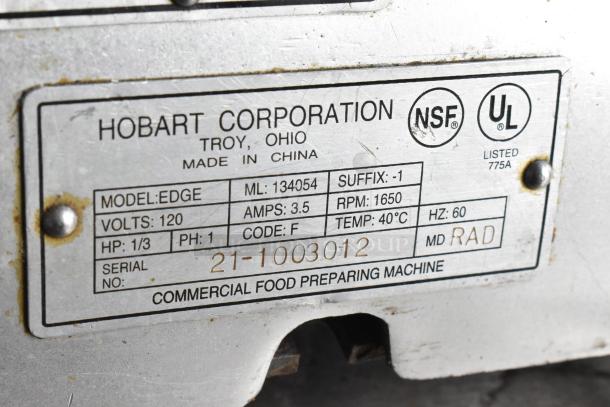 HOBART CORPORATION
TROY, OHIO
MADE IN CHINA
NSF®
UL®
LISTED
775A
MODEL:EDGE ML: 134054 SUFFIX: -1
VOLTS: 120 AMPS: 3.5 RPM: 1650
HP: 1/3 PH: 1 CODE: F TEMP: 40°C HZ: 60
SERIAL NO: 21-1003012 MD RAD
COMMERCIAL FOOD PREPARING MACHINE